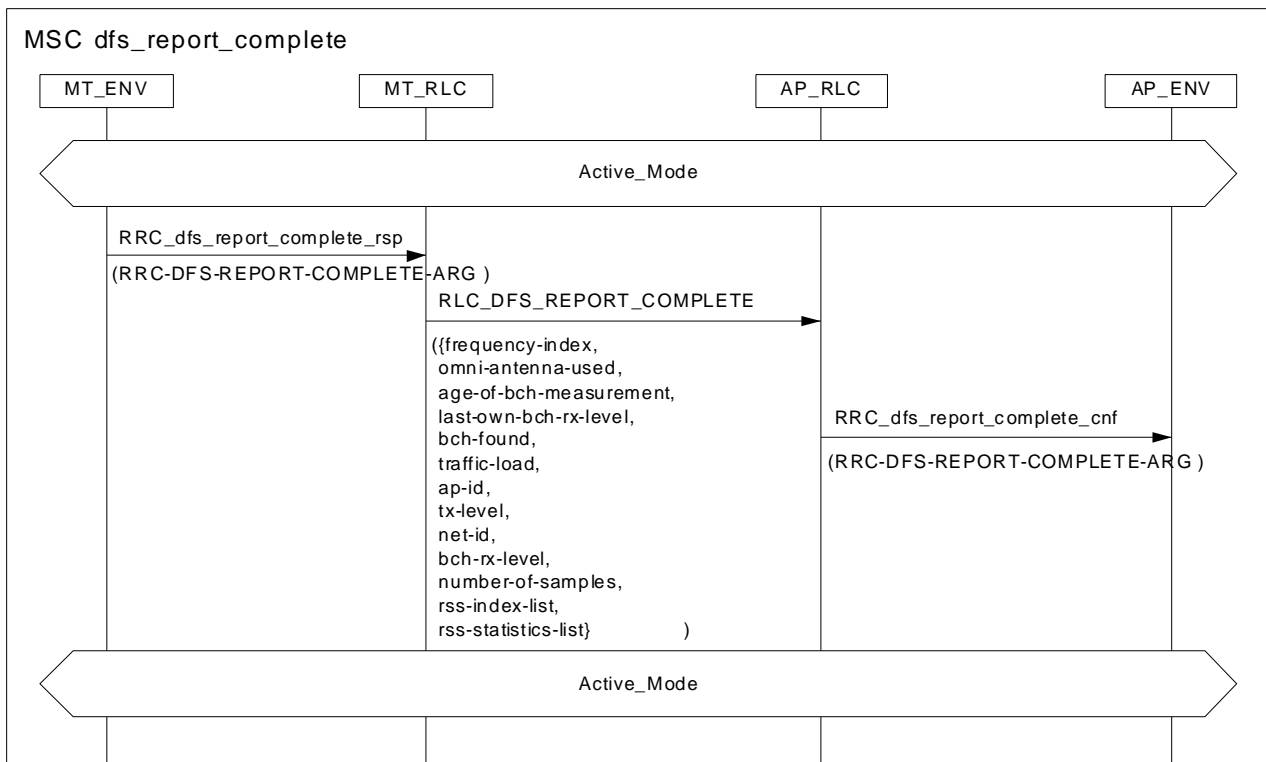 MSC dfs_report_complete
MT_ENV MT_RLC AP_RLC AP_ENV
Active_Mode
RRC_dfs_report_complete_rsp
(RRC-DFS-REPORT-COMPLETE-ARG )
RLC_DFS_REPORT_COMPLETE
({frequency-index,
omni-antenna-used,
age-of-bch-measurement,
last-own-bch-rx-level,
bch-found,
traffic-load,
ap-id,
tx-level,
net-id,
bch-rx-level,
number-of-samples,
rss-index-list,
rss-statistics-list} )
RRC_dfs_report_complete_cnf
(RRC-DFS-REPORT-COMPLETE-ARG )
Active_Mode